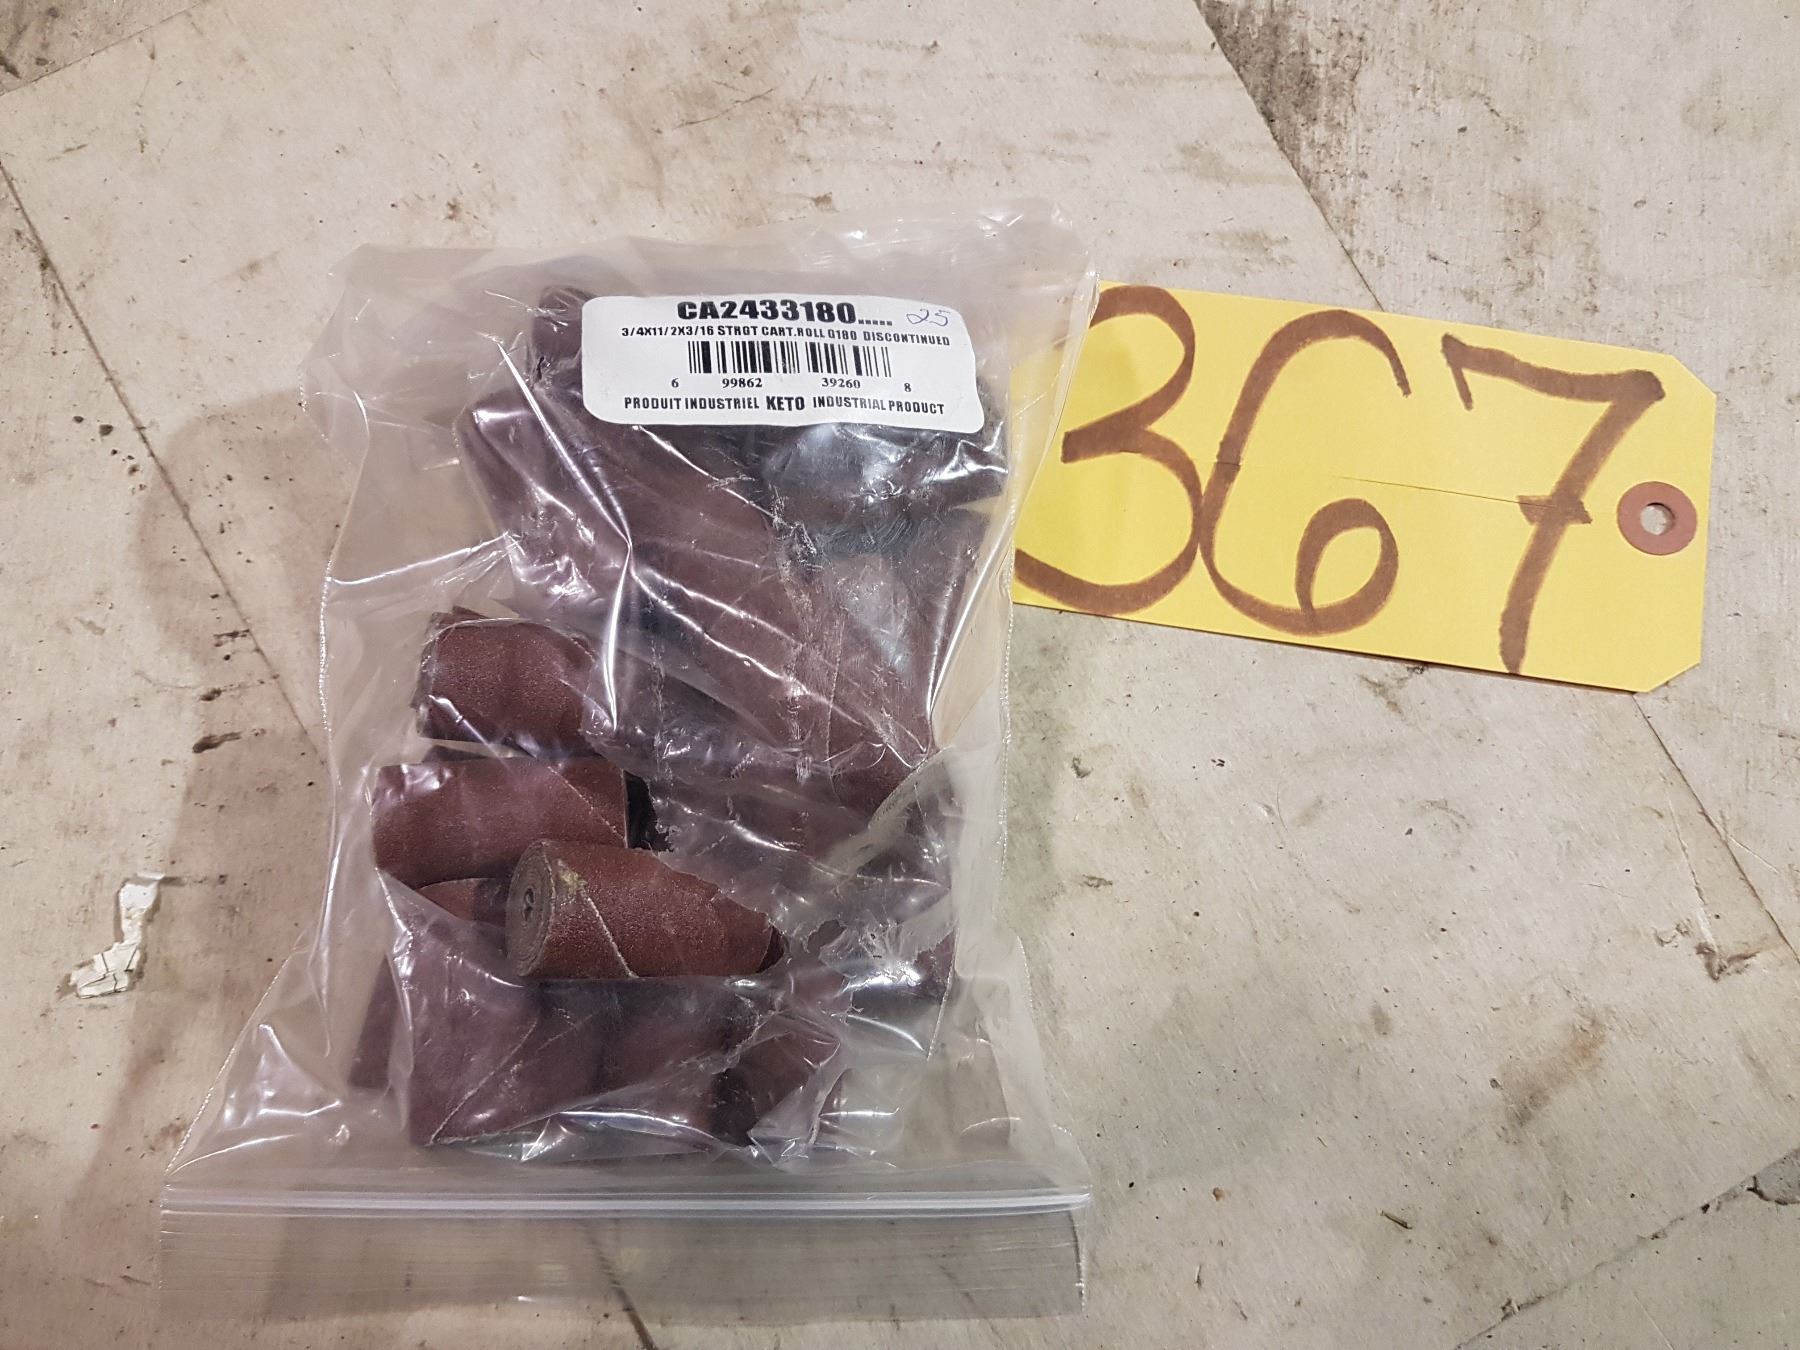 CA2433180..... 25
3/4X11/2X3/16 STRGT CART.ROLL G180 DISCONTINUED
6 99862 39260 8
PRODUIT INDUSTRIEL KETO INDUSTRIAL PRODUCT
367